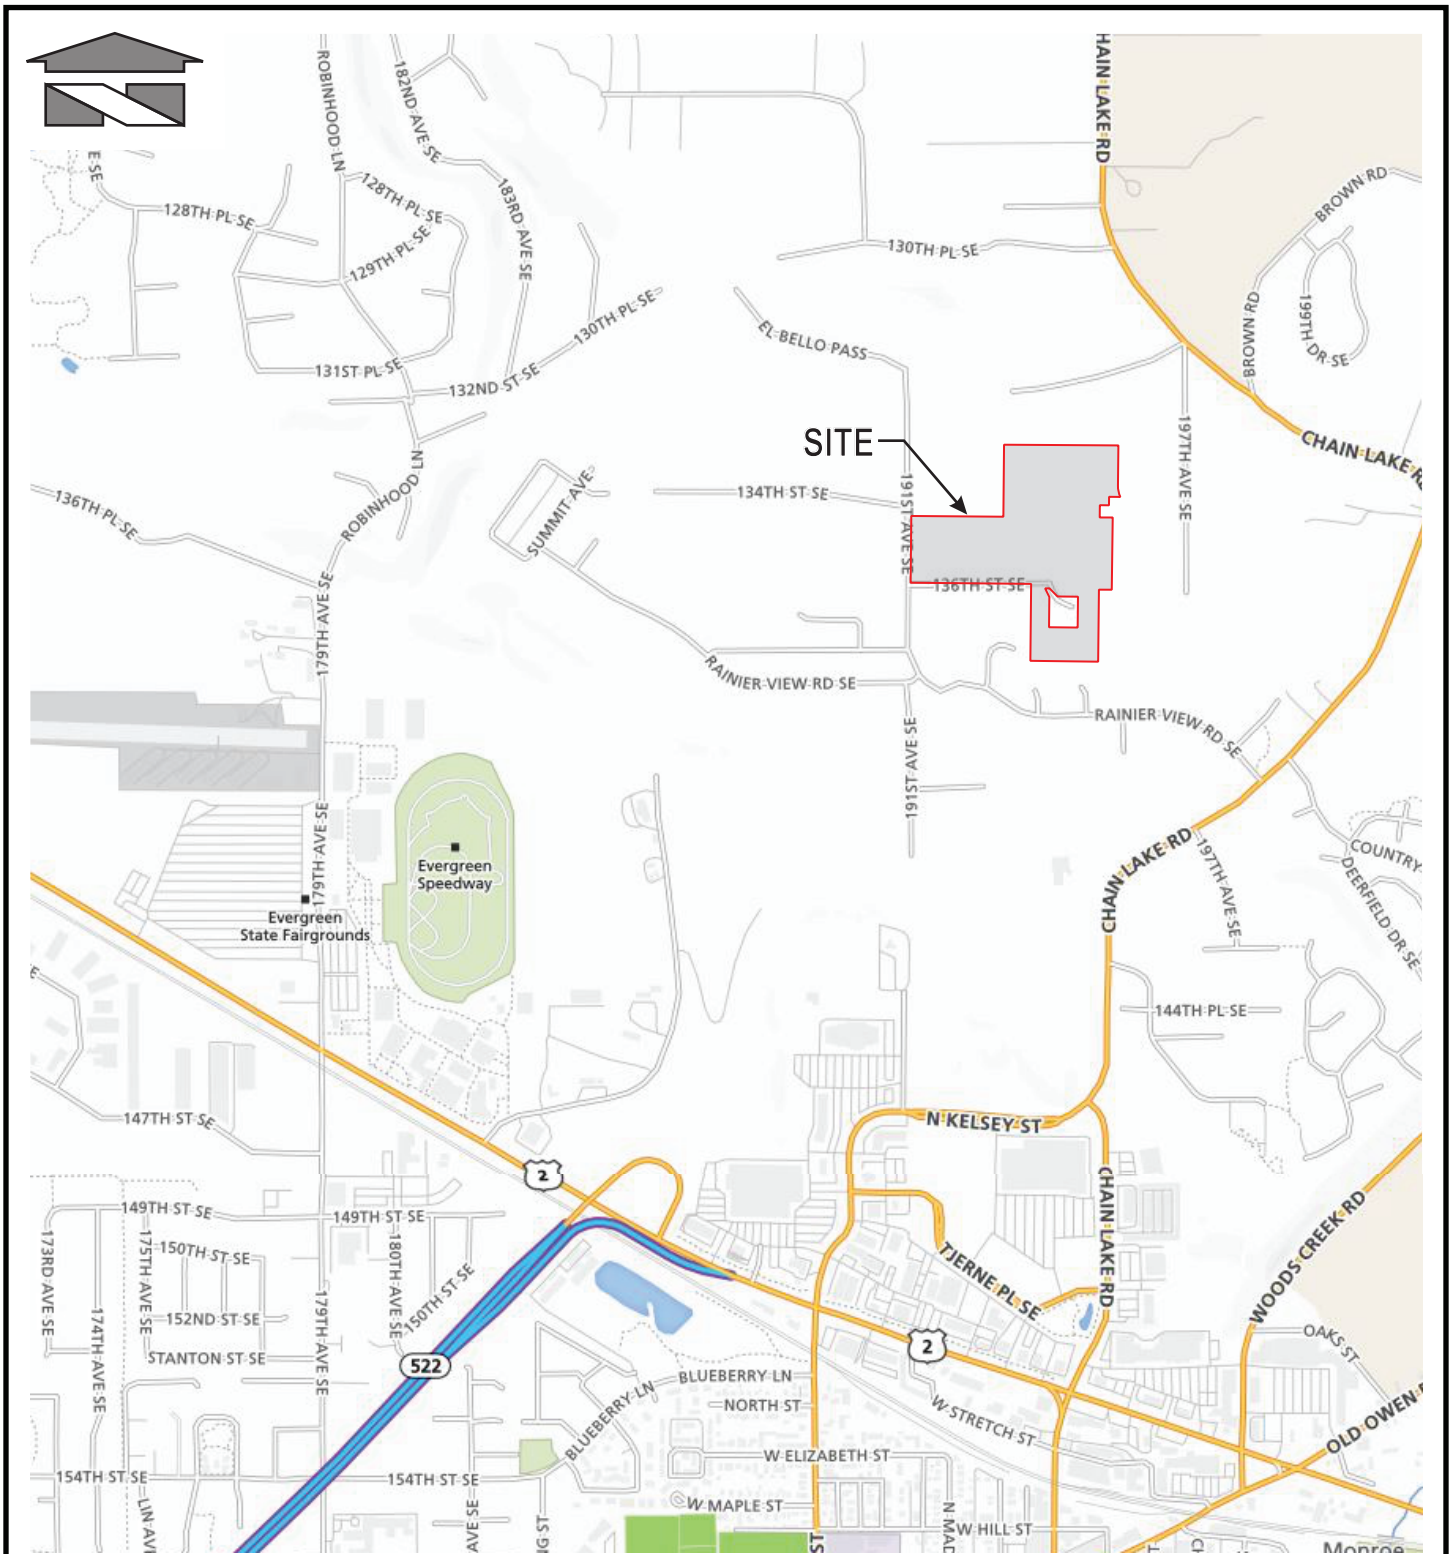 ROBINHOOD LN
182ND AVE SE
HAIN LAKE RD
E SE
128TH PL SE
128TH PL SE
183RD AVE SE
BROWN RD
129TH PL SE
130TH PL SE
130TH PL SE
BROWN RD
199TH DR SE
EL BELLO PASS
131ST PL SE
132ND ST SE
SITE
197TH AVE SE
CHAIN LAKE RD
ROBINHOOD LN
136TH PL SE
SUMMIT AVE
134TH ST SE
191ST AVE SE
136TH ST SE
179TH AVE SE
RAINIER VIEW RD SE
RAINIER VIEW RD SE
191ST AVE SE
179TH AVE SE
Evergreen
Speedway
Evergreen
State Fairgrounds
CHAIN LAKE RD
197TH AVE SE
COUNTRY
DEERFIELD DR SE
E
144TH PL SE
147TH ST SE
N KELSEY ST
2
CHAIN LAKE RD
WOODS CREEK RD
149TH ST SE
149TH ST SE
173RD AVE SE
175TH AVE SE
150TH ST SE
180TH AVE SE
150TH ST SE
TJERNE PL SE
174TH AVE SE
152ND ST SE
179TH AVE SE
STANTON ST SE
522
2
OAKS ST
BLUEBERRY LN
BLUEBERRY LN
NORTH ST
W STRETCH ST
OLD OWEN
W ELIZABETH ST
154TH ST SE
154TH ST SE
LIN AV
AVE SE
W MAPLE ST
N MAD
W HILL ST
ST
Monroe